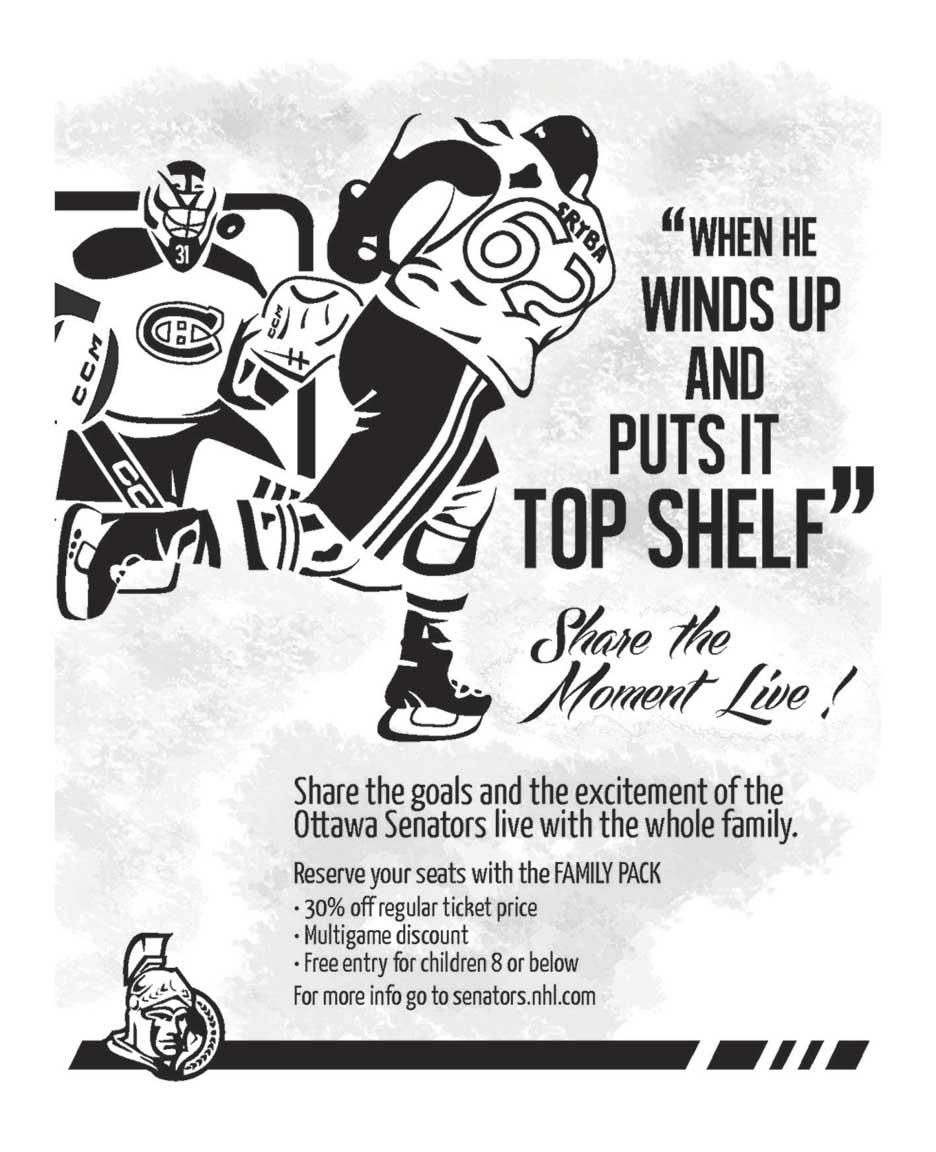 SRYBA
62
31
CCM
CCM
CC
“WHEN HE
WINDS UP
AND
PUTS IT
TOP SHELF”
Share the
Moment Live !
Share the goals and the excitement of the
Ottawa Senators live with the whole family.
Reserve your seats with the FAMILY PACK
• 30% off regular ticket price
• Multigame discount
• Free entry for children 8 or below
For more info go to senators.nhl.com